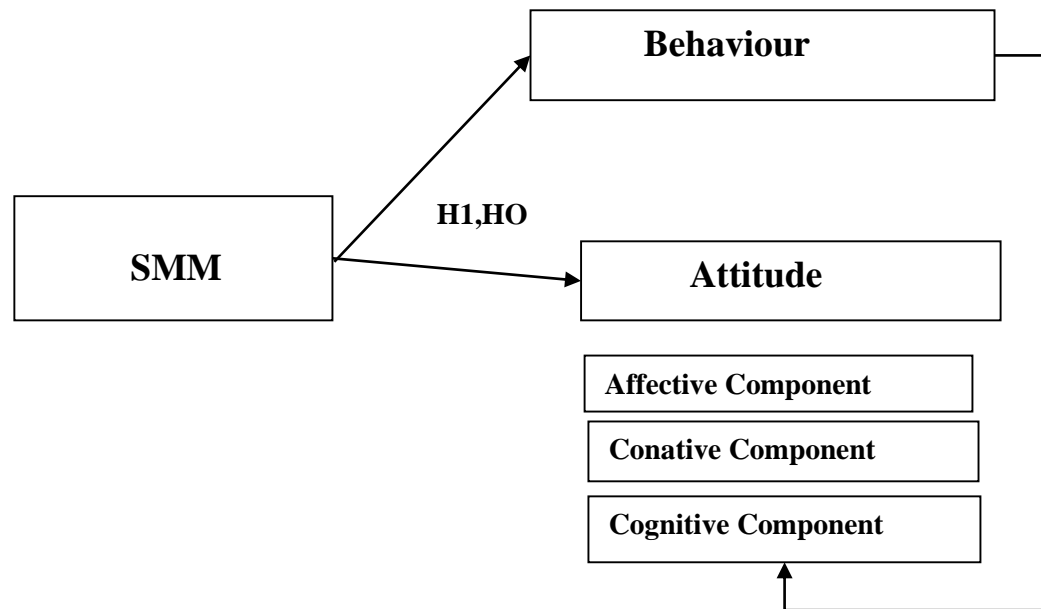 Behaviour
H1,HO
SMM
Attitude
Affective Component
Conative Component
Cognitive Component